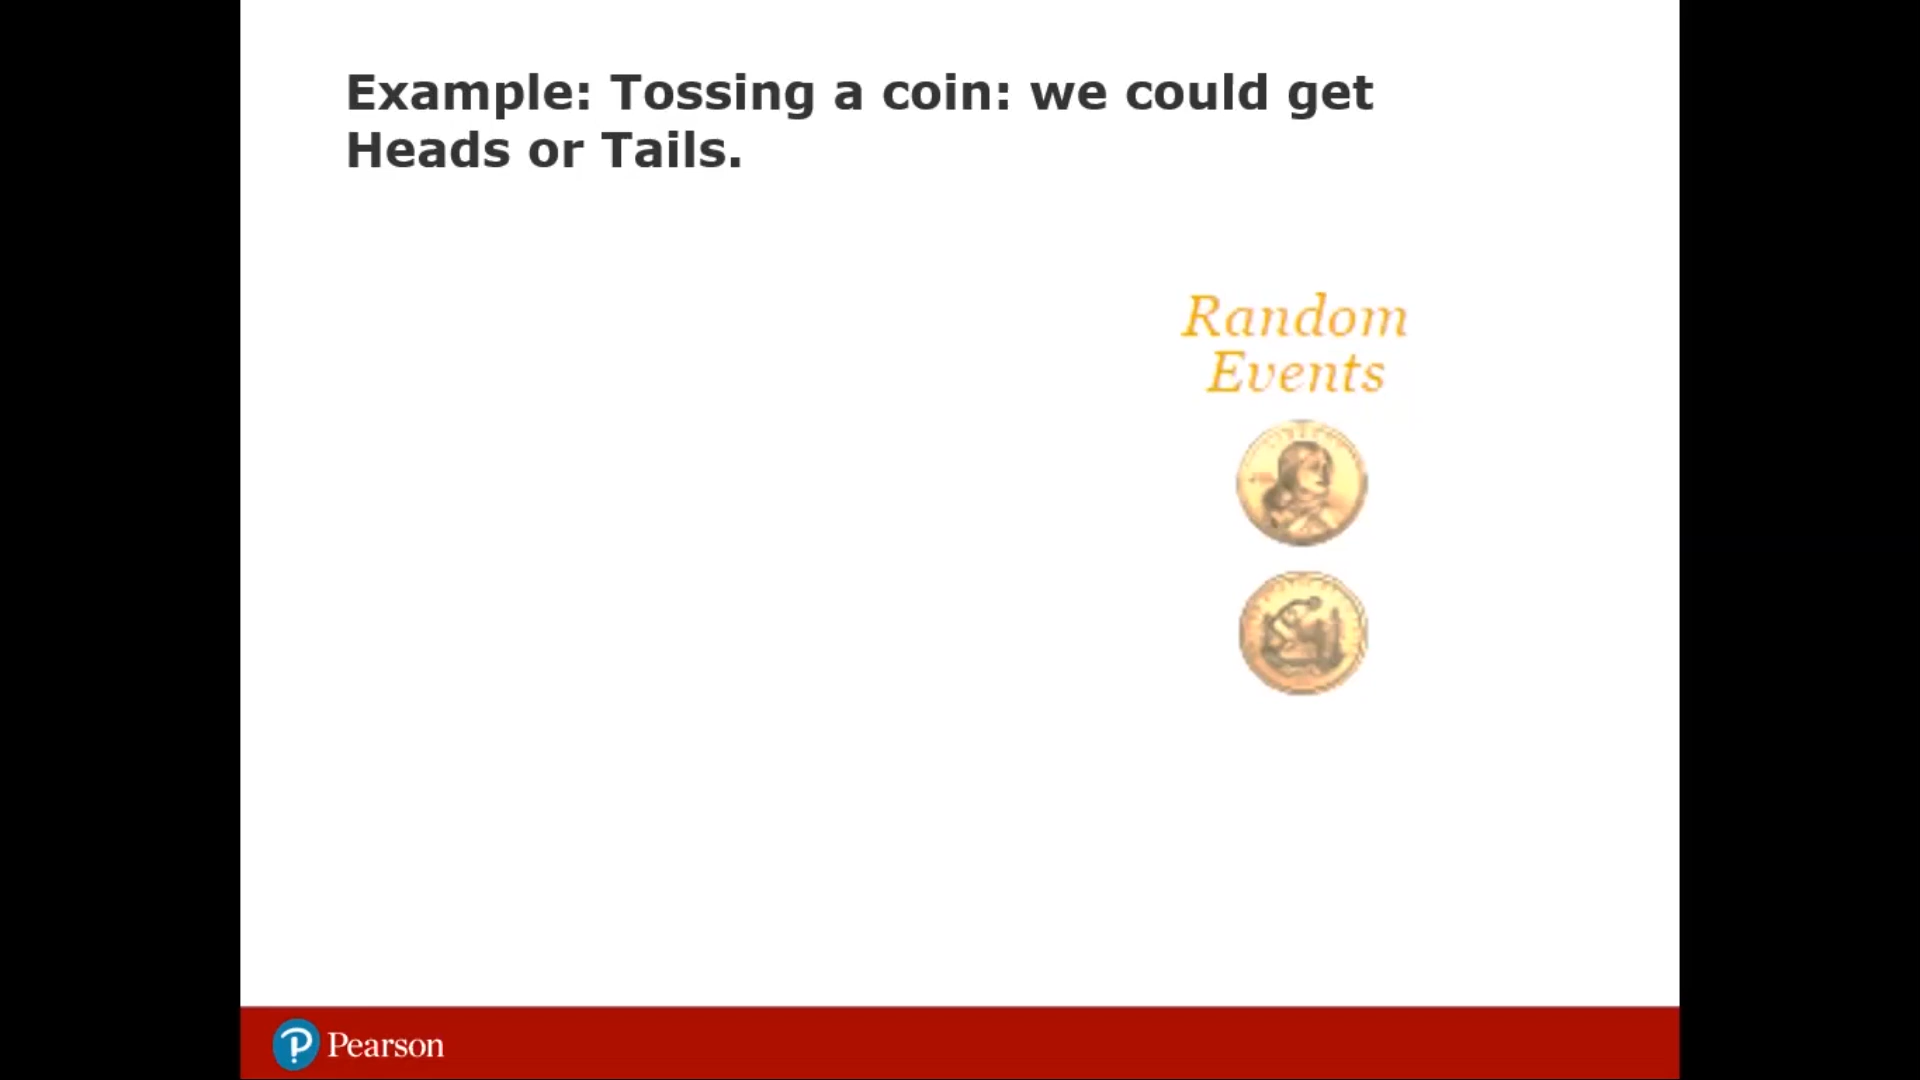 Example: Tossing a coin: we could get
Heads or Tails.
Random
Events
Pearson